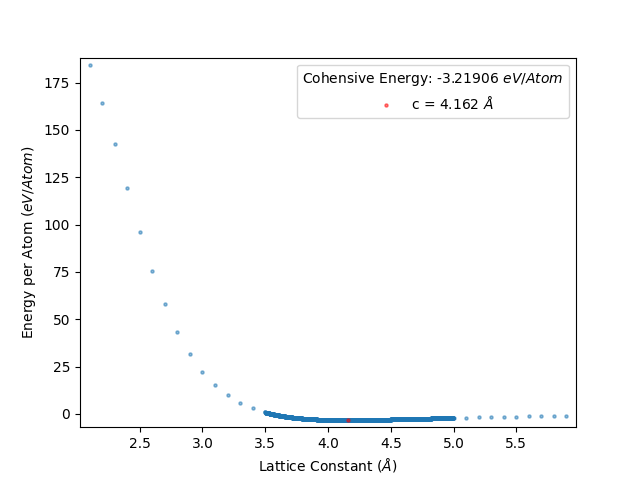 Cohensive Energy: -3.21906 eV/Atom
c = 4.162 Å
175
150
125
100
75
50
25
0
Energy per Atom (eV/Atom)
2.5 3.0 3.5 4.0 4.5 5.0 5.5
Lattice Constant (Å)